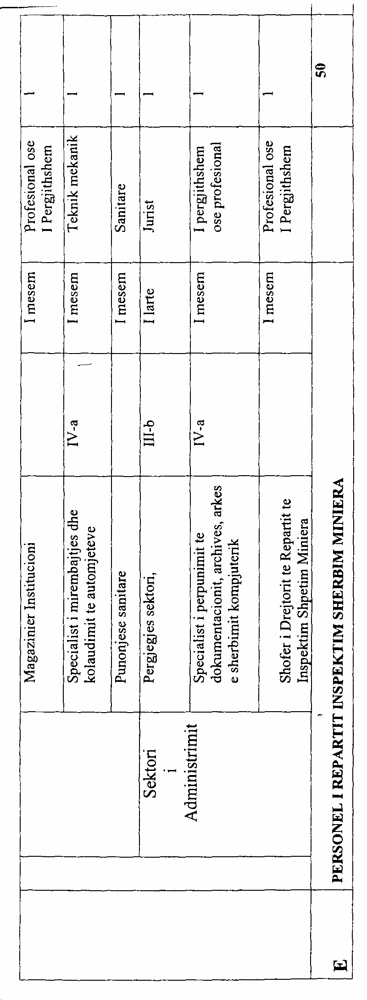 Magazinier Institucioni
I mesem
Profesional ose
I Pergjithshem
1
Specialist i mirembajtjes dhe
kolaudimit te automjeteve
IV-a
I mesem
Teknik mekanik
1
Punonjese sanitare
I mesem
Sanitare
1
Sektori
i
Administrimit
Pergjegjes sektori,
III-b
I larte
Jurist
1
Specialist i perpunimit te
dokumentacionit, archives, arkes
e sherbimit kompjuterik
IV-a
I mesem
I pergjithshem
ose profesional
1
Shofer i Drejtorit te Repartit te
Inspektim Shpetim Miniera
I mesem
Profesional ose
I Pergjithshem
1
E
PERSONEL I REPARTIT INSPEKTIM SHERBIM MINIERA
50